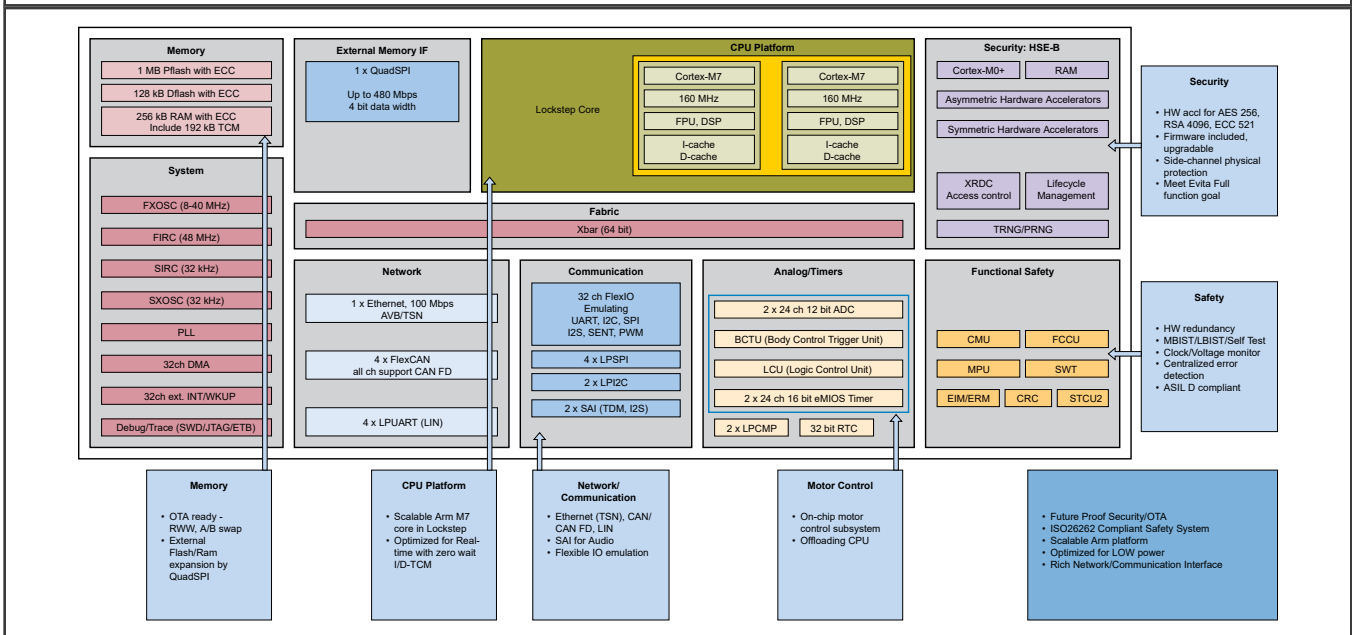 Memory
1 MB Pflash with ECC
128 kB Dflash with ECC
256 kB RAM with ECC
Include 192 kB TCM
System
FXOSC (8-40 MHz)
FIRC (48 MHz)
SIRC (32 kHz)
SXOSC (32 kHz)
PLL
32ch DMA
32ch ext. INT/WKUP
Debug/Trace (SWD/JTAG/ETB)
External Memory IF
1 x QuadSPI
Up to 480 Mbps
4 bit data width
CPU Platform
Lockstep Core
Cortex-M7
160 MHz
FPU, DSP
I-cache
D-cache
Cortex-M7
160 MHz
FPU, DSP
I-cache
D-cache
Fabric
Xbar (64 bit)
Network
1 x Ethernet, 100 Mbps
AVB/TSN
4 x FlexCAN
all ch support CAN FD
4 x LPUART (LIN)
Communication
32 ch FlexIO
Emulating
UART, I2C, SPI
I2S, SENT, PWM
4 x LPSPI
2 x LPI2C
2 x SAI (TDM, I2S)
Analog/Timers
2 x 24 ch 12 bit ADC
BCTU (Body Control Trigger Unit)
LCU (Logic Control Unit)
2 x 24 ch 16 bit eMIOS Timer
2 x LPCMP
32 bit RTC
Security: HSE-B
Cortex-M0+
RAM
Asymmetric Hardware Accelerators
Symmetric Hardware Accelerators
XRDC
Access control
Lifecycle
Management
TRNG/PRNG
Functional Safety
CMU
FCCU
MPU
SWT
EIM/ERM
CRC
STCU2
Security
• HW accl for AES 256,
RSA 4096, ECC 521
• Firmware included,
upgradable
• Side-channel physical
protection
• Meet Evita Full
function goal
Safety
• HW redundancy
• MBIST/LBIST/Self Test
• Clock/Voltage monitor
• Centralized error
detection
• ASIL D compliant
Memory
• OTA ready -
RWW, A/B swap
• External
Flash/Ram
expansion by
QuadSPI
CPU Platform
• Scalable Arm M7
core in Lockstep
• Optimized for Real-
time with zero wait
I/D-TCM
Network/
Communication
• Ethernet (TSN), CAN/
CAN FD, LIN
• SAI for Audio
• Flexible IO emulation
Motor Control
• On-chip motor
control subsystem
• Offloading CPU
• Future Proof Security/OTA
• ISO26262 Compliant Safety System
• Scalable Arm platform
• Optimized for LOW power
• Rich Network/Communication Interface